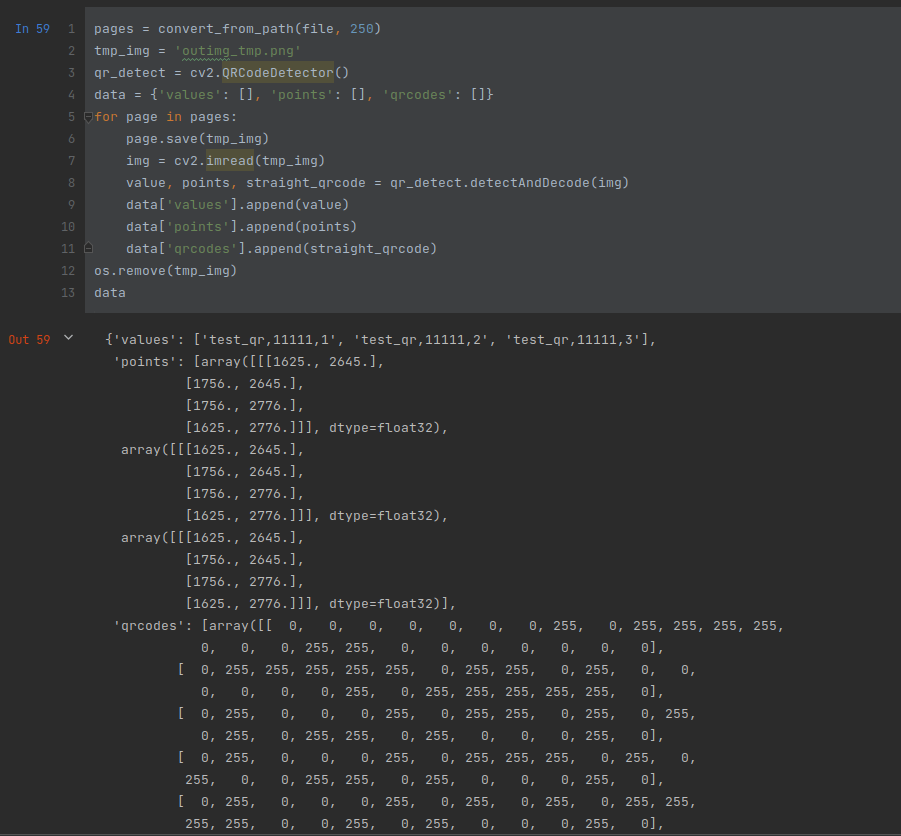 In 59 1 pages = convert_from_path(file, 250)
2 tmp_img = 'outimg_tmp.png'
3 qr_detect = cv2.QRCodeDetector()
4 data = {'values': [], 'points': [], 'qrcodes': []}
5 for page in pages:
6 page.save(tmp_img)
7 img = cv2.imread(tmp_img)
8 value, points, straight_qrcode = qr_detect.detectAndDecode(img)
9 data['values'].append(value)
10 data['points'].append(points)
11 data['qrcodes'].append(straight_qrcode)
12 os.remove(tmp_img)
13 data
Out 59 {'values': ['test_qr,11111,1', 'test_qr,11111,2', 'test_qr,11111,3'],
'points': [array([[[1625., 2645.],
[1756., 2645.],
[1756., 2776.],
[1625., 2776.]]], dtype=float32),
array([[[1625., 2645.],
[1756., 2645.],
[1756., 2776.],
[1625., 2776.]]], dtype=float32),
array([[[1625., 2645.],
[1756., 2645.],
[1756., 2776.],
[1625., 2776.]]], dtype=float32)],
'qrcodes': [array([[ 0, 0, 0, 0, 0, 0, 0, 255, 0, 255, 255, 255, 255,
0, 0, 0, 255, 255, 0, 0, 0, 0, 0, 0, 0],
[ 0, 255, 255, 255, 255, 255, 0, 255, 255, 0, 255, 0, 0,
0, 0, 0, 0, 255, 0, 255, 255, 255, 255, 255, 0],
[ 0, 255, 0, 0, 0, 255, 0, 255, 255, 0, 255, 0, 255,
0, 255, 0, 255, 255, 0, 255, 0, 0, 0, 255, 0],
[ 0, 255, 0, 0, 0, 255, 0, 255, 255, 255, 0, 255, 0,
255, 0, 0, 255, 255, 0, 255, 0, 0, 0, 255, 0],
[ 0, 255, 0, 0, 0, 255, 0, 255, 0, 255, 0, 255, 255,
255, 255, 0, 0, 255, 0, 255, 0, 0, 0, 255, 0],